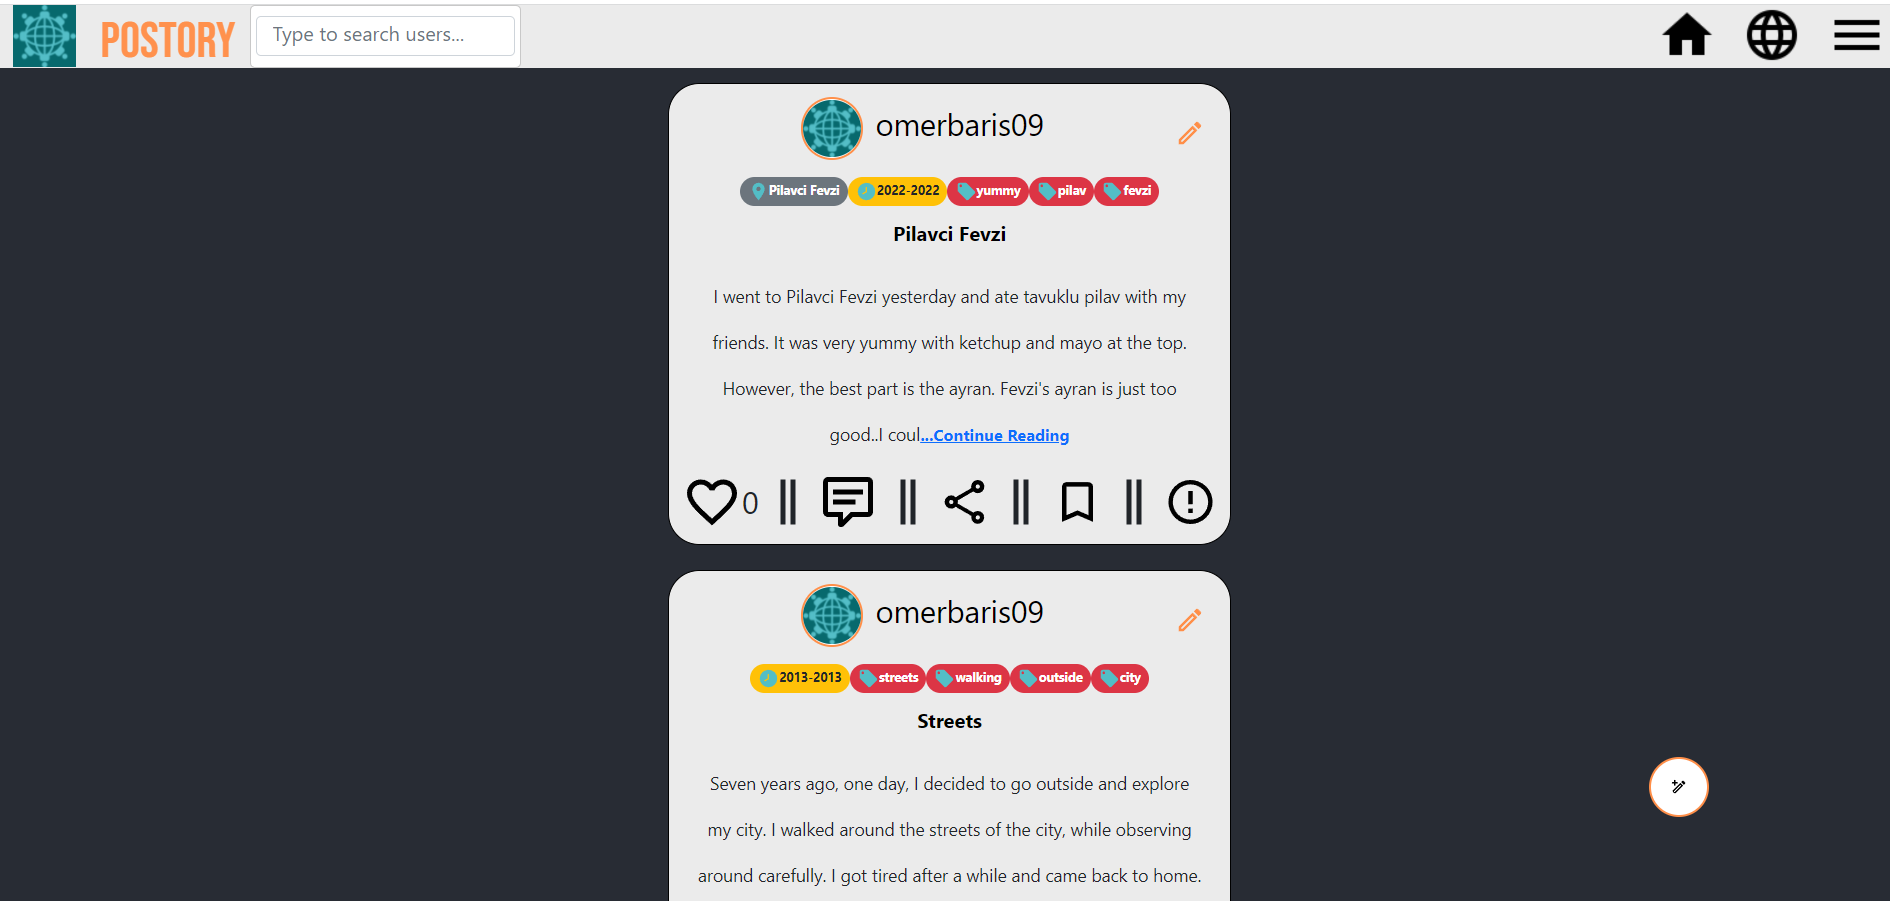 POSTORY
Type to search users...
omerbaris09
Pilavci Fevzi 2022-2022 yummy pilav fevzi
Pilavci Fevzi
I went to Pilavci Fevzi yesterday and ate tavuklu pilav with my
friends. It was very yummy with ketchup and mayo at the top.
However, the best part is the ayran. Fevzi's ayran is just too
good..I coul...Continue Reading
0
omerbaris09
2013-2013 streets walking outside city
Streets
Seven years ago, one day, I decided to go outside and explore
my city. I walked around the streets of the city, while observing
around carefully. I got tired after a while and came back to home.